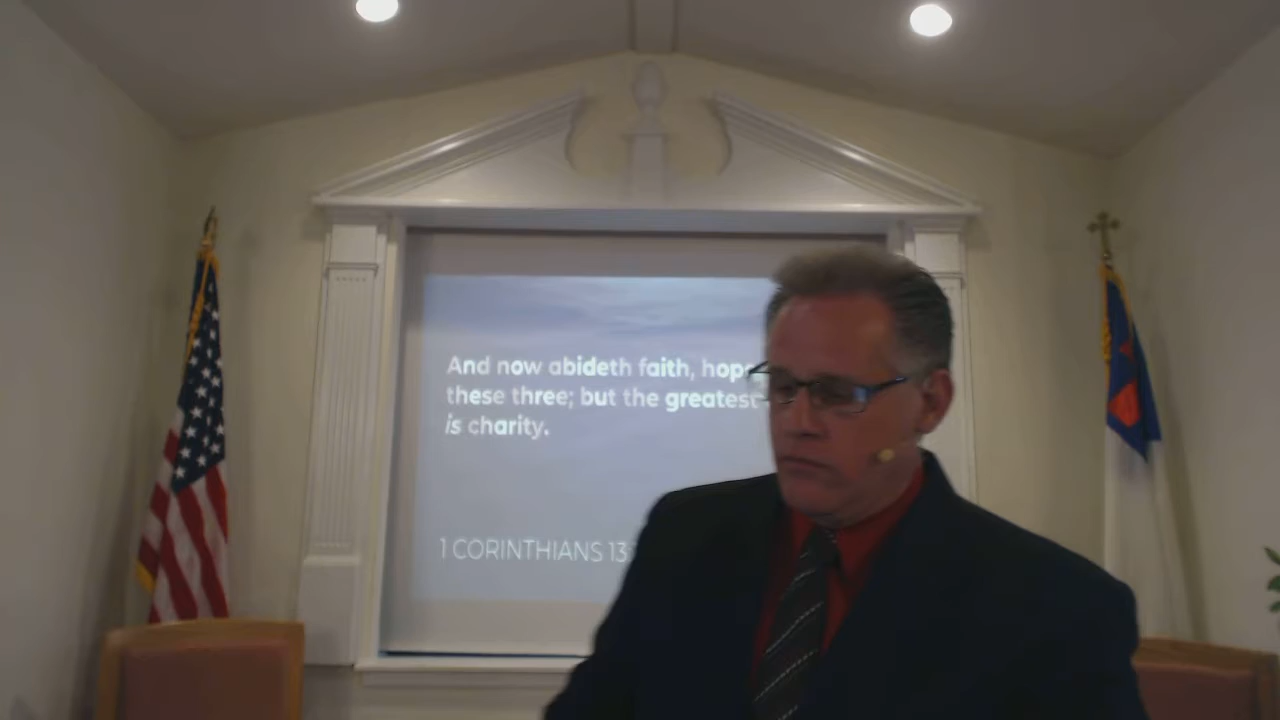 And now abideth faith, hope
these three; but the greatest
is charity.
1 CORINTHIANS 13